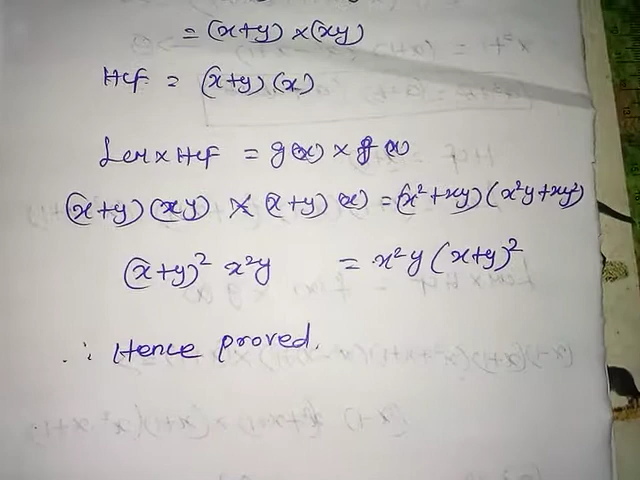 = (x+y) × (xy)
HCF = (x+y) (x)
Lcm × HCF = g(x) × f(x)
(x+y) (xy) × (x+y) (x) = (x²+xy) (x²y+xy²)
(x+y)² x²y = x²y (x+y)²
∴ Hence proved.